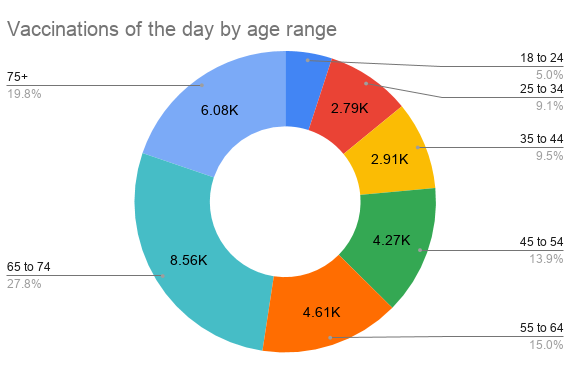 Vaccinations of the day by age range
18 to 24
5.0%
25 to 34
9.1%
35 to 44
9.5%
45 to 54
13.9%
55 to 64
15.0%
65 to 74
27.8%
75+
19.8%
2.79K
2.91K
4.27K
4.61K
8.56K
6.08K